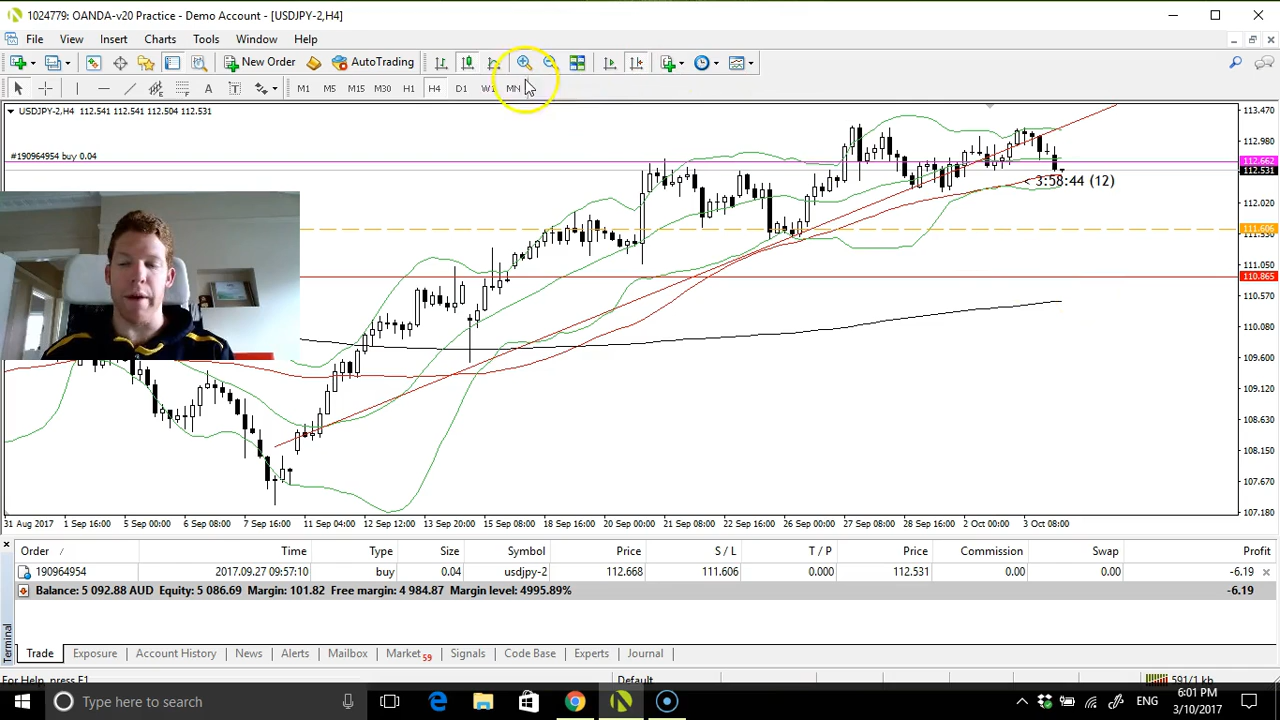 1024779: OANDA-v20 Practice - Demo Account - [USDJPY-2,H4]
File View Insert Charts Tools Window Help
New Order AutoTrading
A T M1 M5 M15 M30 H1 H4 D1 W1 MN
USDJPY-2,H4 112.541 112.541 112.504 112.531
113.470
112.980
#190964954 buy 0.04
112.662
112.531
< 3:58:44 (12)
112.020
111.606
111.050
110.865
110.570
110.080
109.600
109.120
108.630
108.150
107.670
107.180
31 Aug 2017 1 Sep 16:00 5 Sep 00:00 6 Sep 08:00 7 Sep 16:00 11 Sep 00:00 12 Sep 08:00 13 Sep 20:00 15 Sep 08:00 18 Sep 16:00 20 Sep 00:00 21 Sep 08:00 22 Sep 16:00 26 Sep 00:00 27 Sep 08:00 28 Sep 16:00 2 Oct 00:00 3 Oct 08:00
Order / Time Type Size Symbol Price S / L T / P Price Commission Swap Profit
190964954 2017.09.27 09:57:10 buy 0.04 usdjpy-2 112.668 111.606 0.000 112.531 0.00 0.00 -6.19
Balance: 5 092.88 AUD Equity: 5 086.69 Margin: 101.82 Free margin: 4 984.87 Margin level: 4995.89% -6.19
Terminal
Trade Exposure Account History News Alerts Mailbox Market 59 Signals Code Base Experts Journal
For Help, press F1 Default 591/1 kb
Type here to search ENG 6:01 PM
3/10/2017